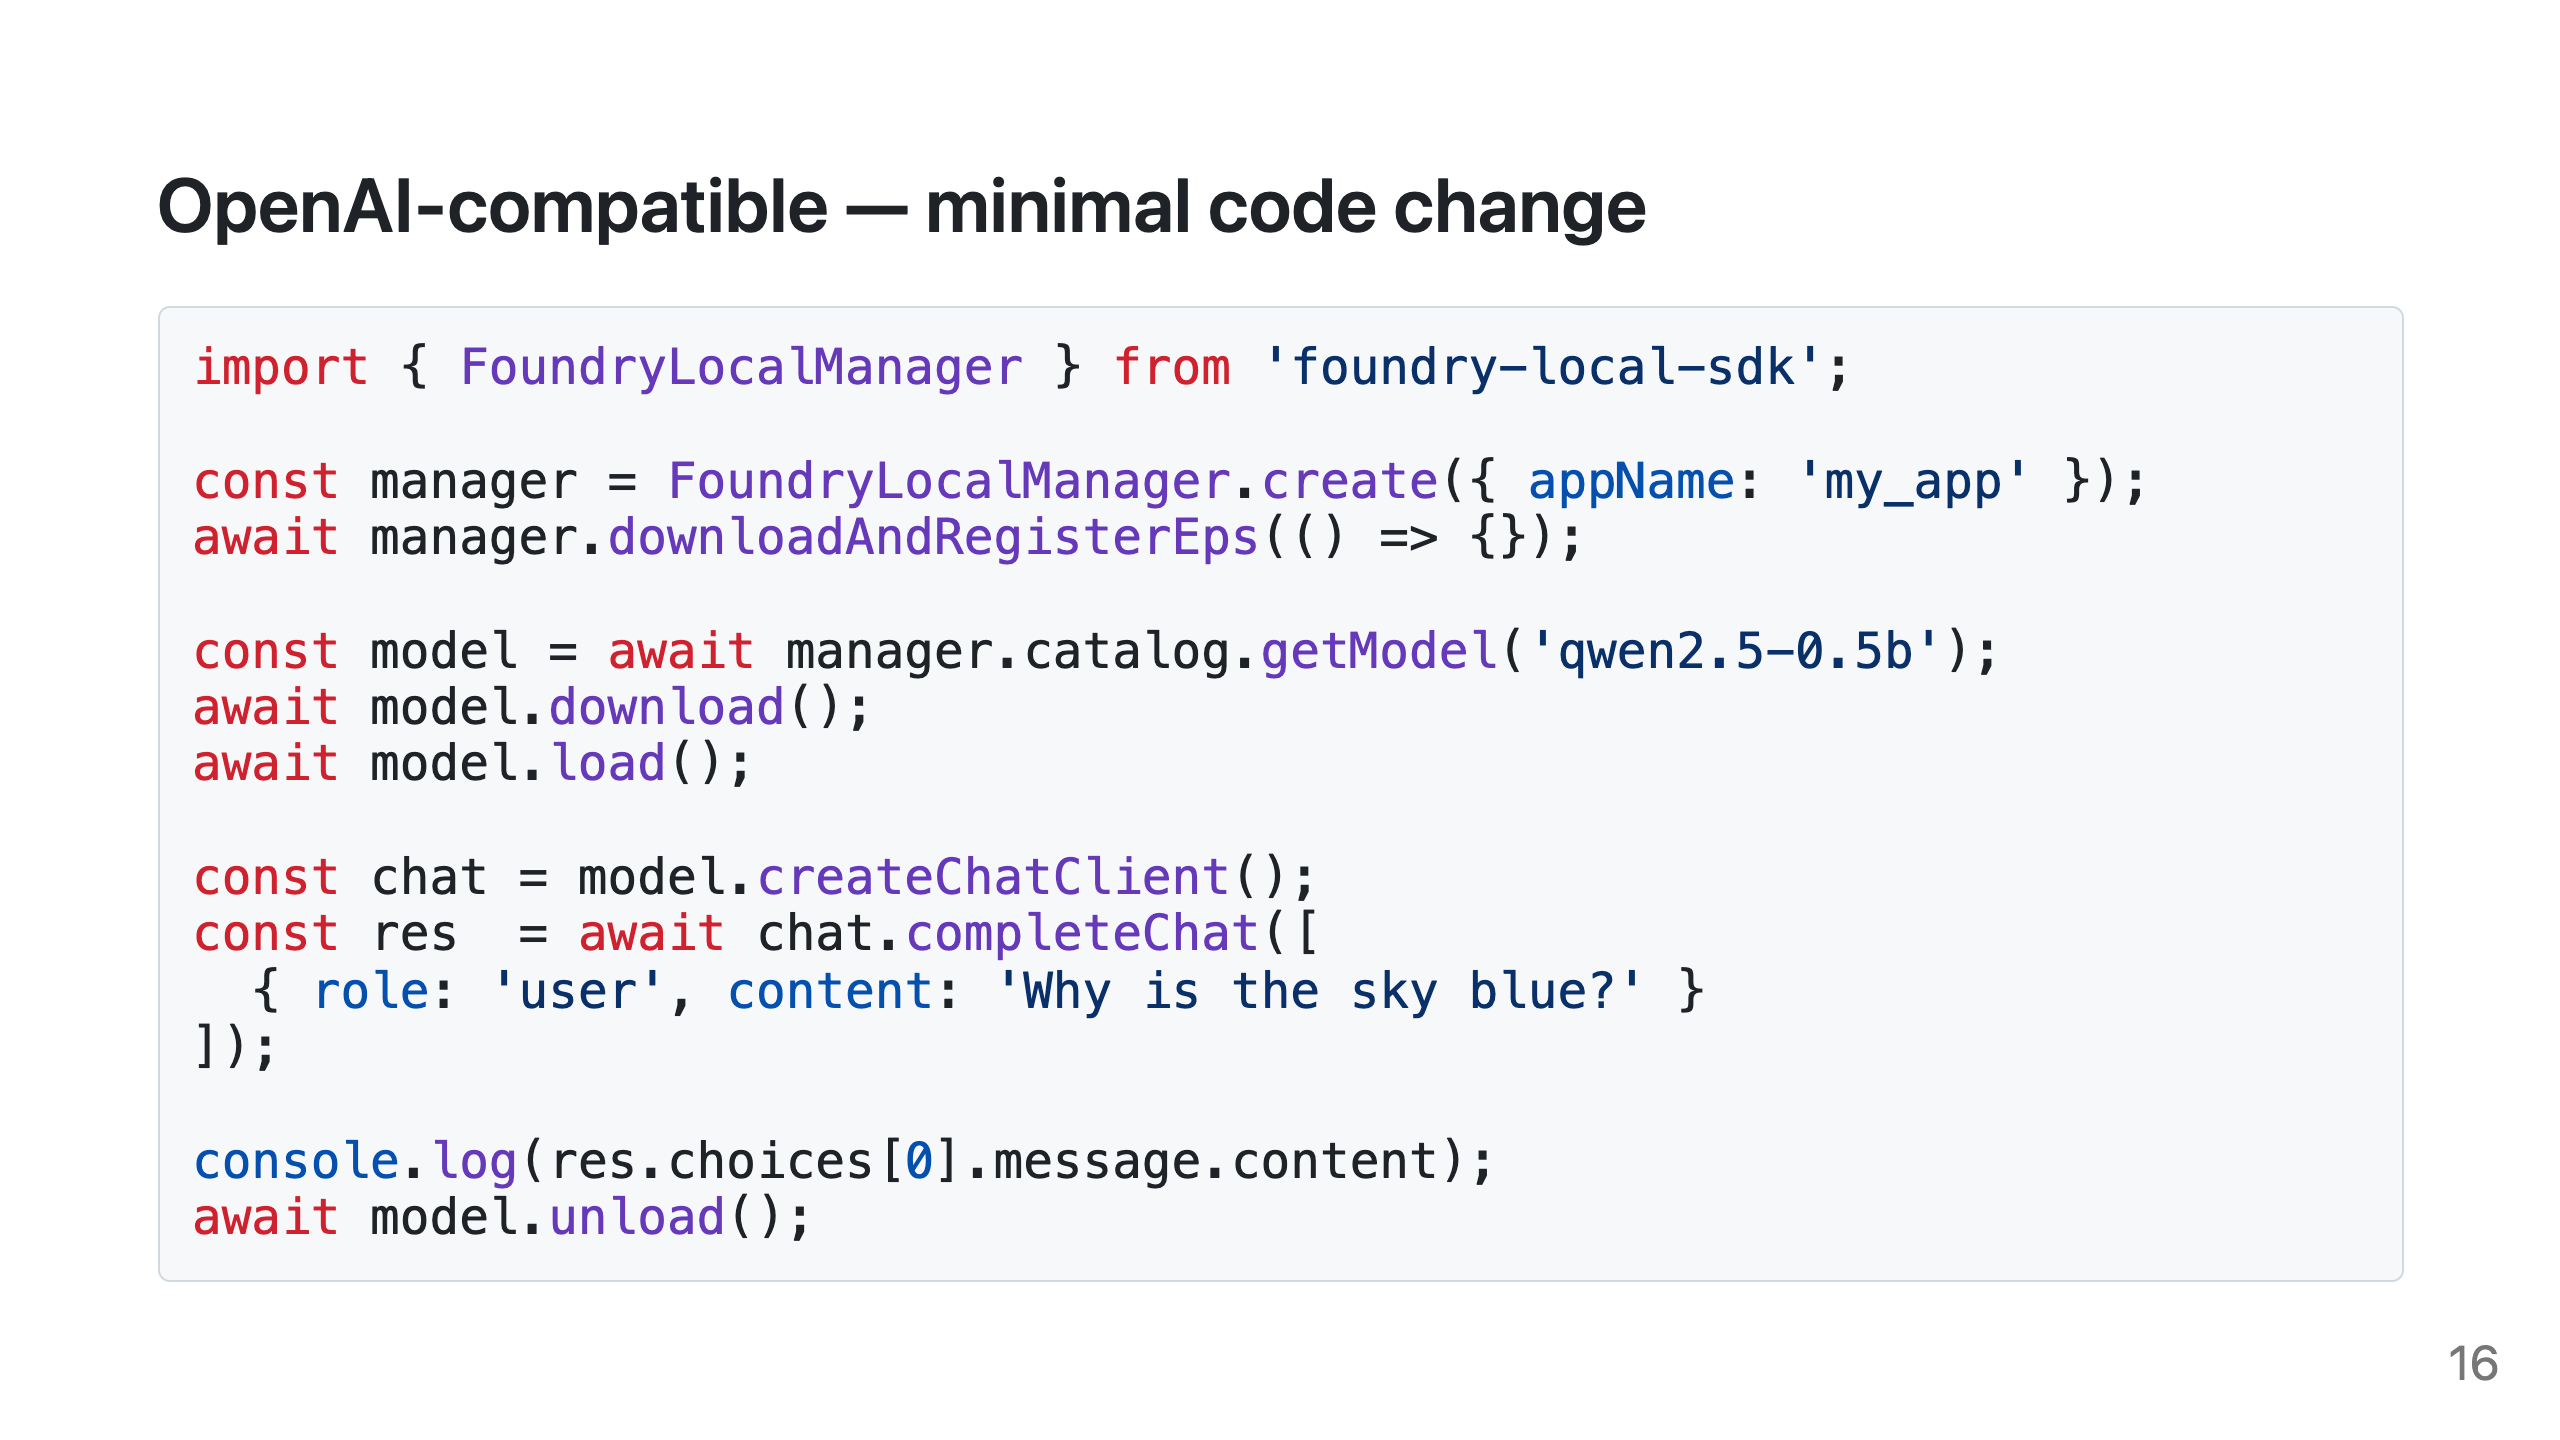 OpenAI-compatible — minimal code change
import { FoundryLocalManager } from 'foundry-local-sdk';
const manager = FoundryLocalManager.create({ appName: 'my_app' });
await manager.downloadAndRegisterEps(() => {});
const model = await manager.catalog.getModel('qwen2.5-0.5b');
await model.download();
await model.load();
const chat = model.createChatClient();
const res  = await chat.completeChat([
  { role: 'user', content: 'Why is the sky blue?' }
]);
console.log(res.choices[0].message.content);
await model.unload();
16